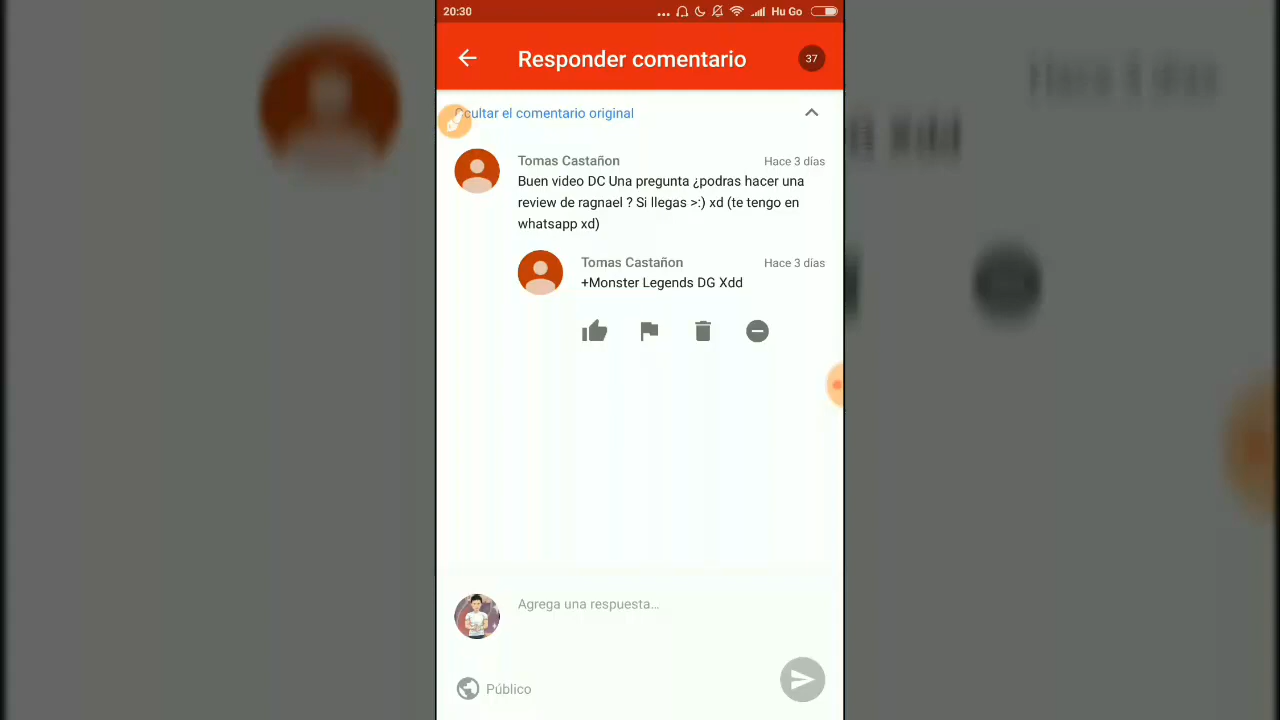 20:30
Hu Go
Responder comentario
37
Ocultar el comentario original
Tomas Castañon
Hace 3 días
Buen video DC Una pregunta ¿podras hacer una
review de ragnael ? Si llegas >:) xd (te tengo en
whatsapp xd)
Tomas Castañon
Hace 3 días
+Monster Legends DG Xdd
Agrega una respuesta...
Público